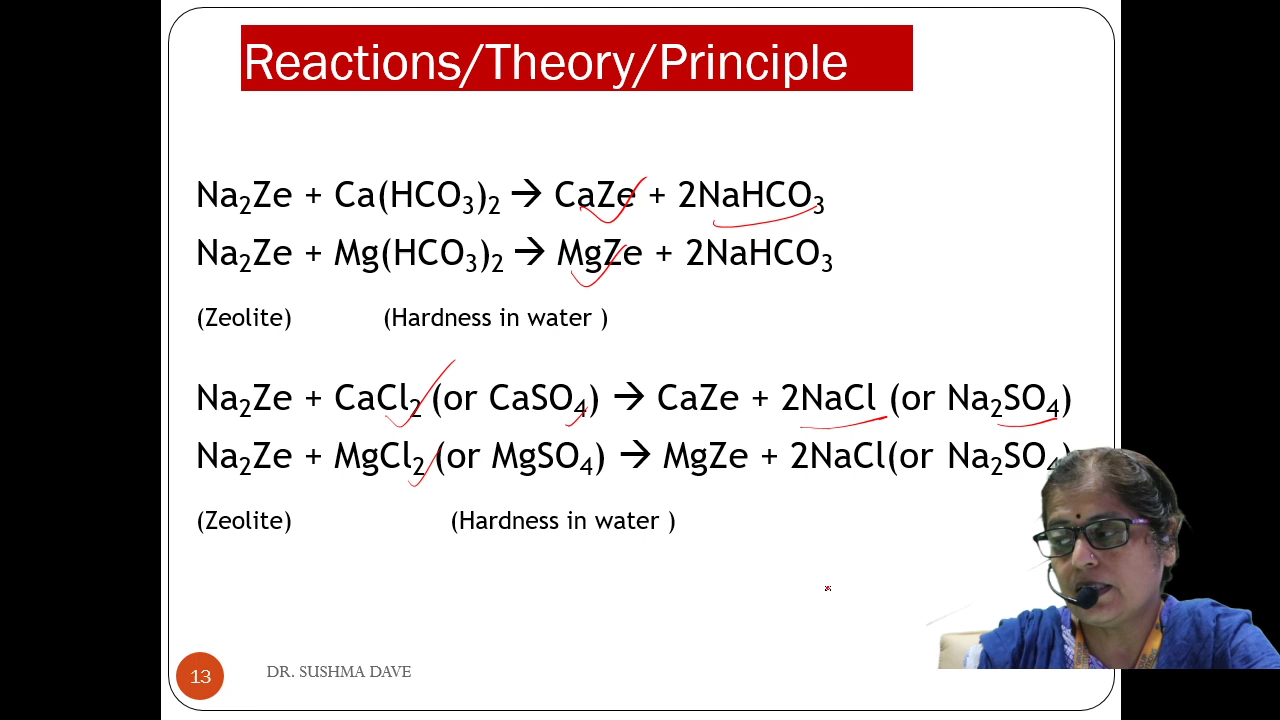 Reactions/Theory/Principle
Na₂Ze + Ca(HCO₃)₂ → CaZe + 2NaHCO₃
Na₂Ze + Mg(HCO₃)₂ → MgZe + 2NaHCO₃
(Zeolite) (Hardness in water )
Na₂Ze + CaCl₂ (or CaSO₄) → CaZe + 2NaCl (or Na₂SO₄)
Na₂Ze + MgCl₂ (or MgSO₄) → MgZe + 2NaCl(or Na₂SO₄)
(Zeolite) (Hardness in water )
13 DR. SUSHMA DAVE